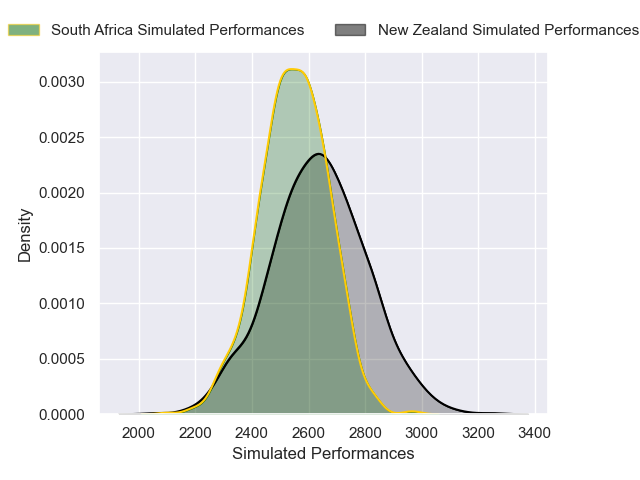 South Africa Simulated Performances New Zealand Simulated Performances
0.0030
0.0025
0.0020
0.0015
0.0010
0.0005
0.0000
Density
2000 2200 2400 2600 2800 3000 3200 3400
Simulated Performances